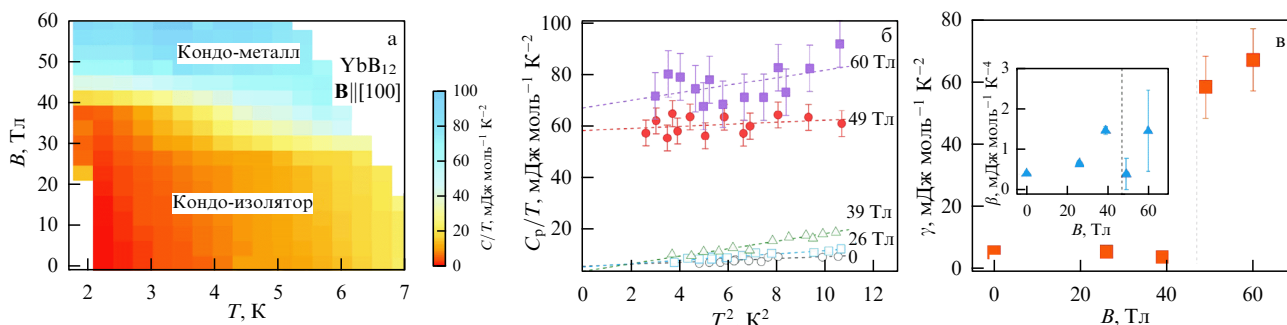 а
60
50
40
30
20
10
0
B, Тл
Кондо-металл
YbB₁₂
B∥[100]
Кондо-изолятор
2 3 4 5 6 7
T, К
100
80
60
40
20
0
C/T, мДж моль⁻¹ К⁻²
б
100
80
60
40
20
Cₚ/T, мДж моль⁻¹ К⁻²
60 Тл
49 Тл
39 Тл
26 Тл
0
0 2 4 6 8 10 12
T², К²
в
80
60
40
20
0
γ, мДж моль⁻¹ К⁻²
3
2
1
0
β, мДж моль⁻¹ К⁻⁴
0 20 40 60
B, Тл
0 20 40 60
B, Тл